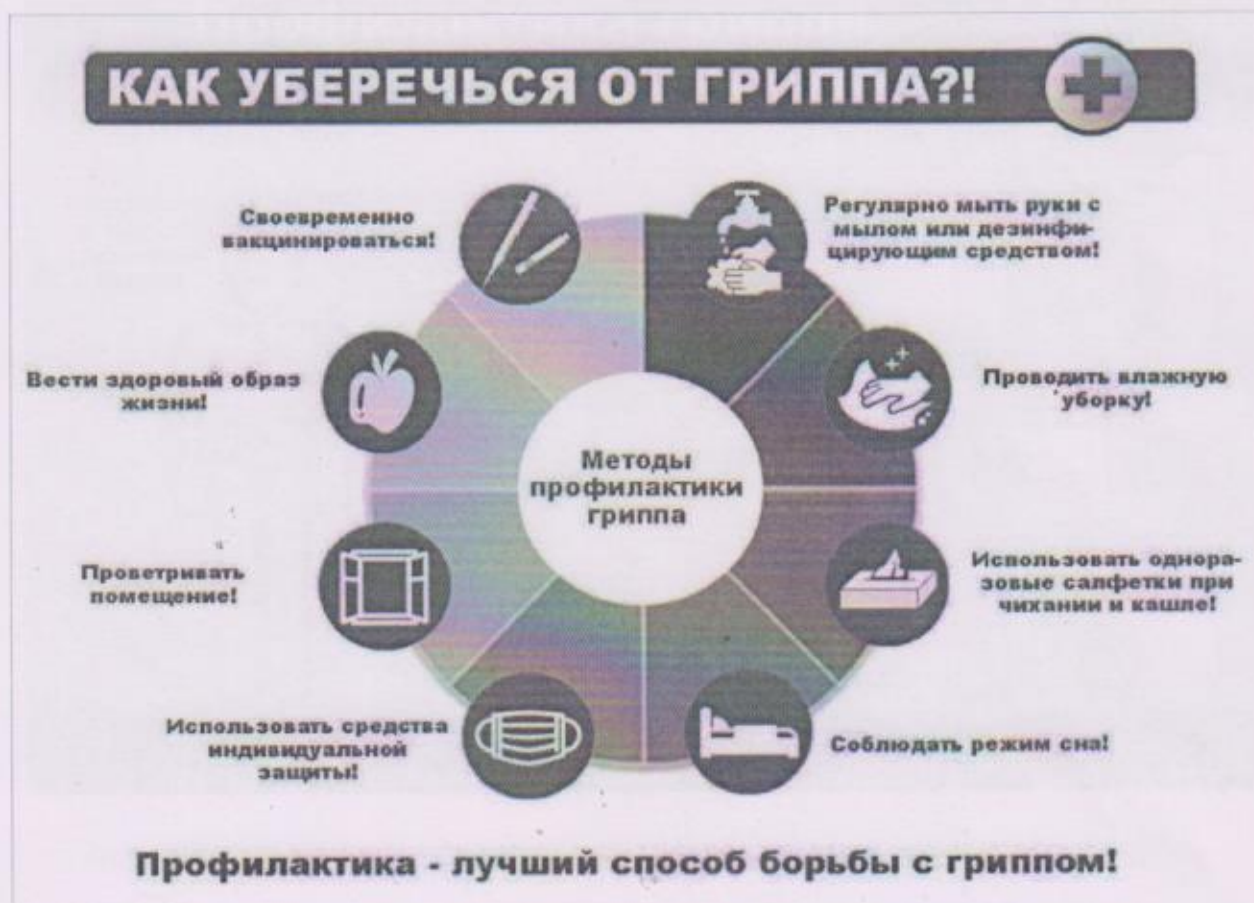 КАК УБЕРЕЧЬСЯ ОТ ГРИППА?!
Своевременно
вакцинироваться!
Регулярно мыть руки с
мылом или дезинфи-
цирующим средством!
Вести здоровый образ
жизни!
Проводить влажную
уборку!
Методы
профилактики
гриппа
Проветривать
помещение!
Использовать однора-
зовые салфетки при
чихании и кашле!
Использовать средства
индивидуальной
защиты!
Соблюдать режим сна!
Профилактика - лучший способ борьбы с гриппом!